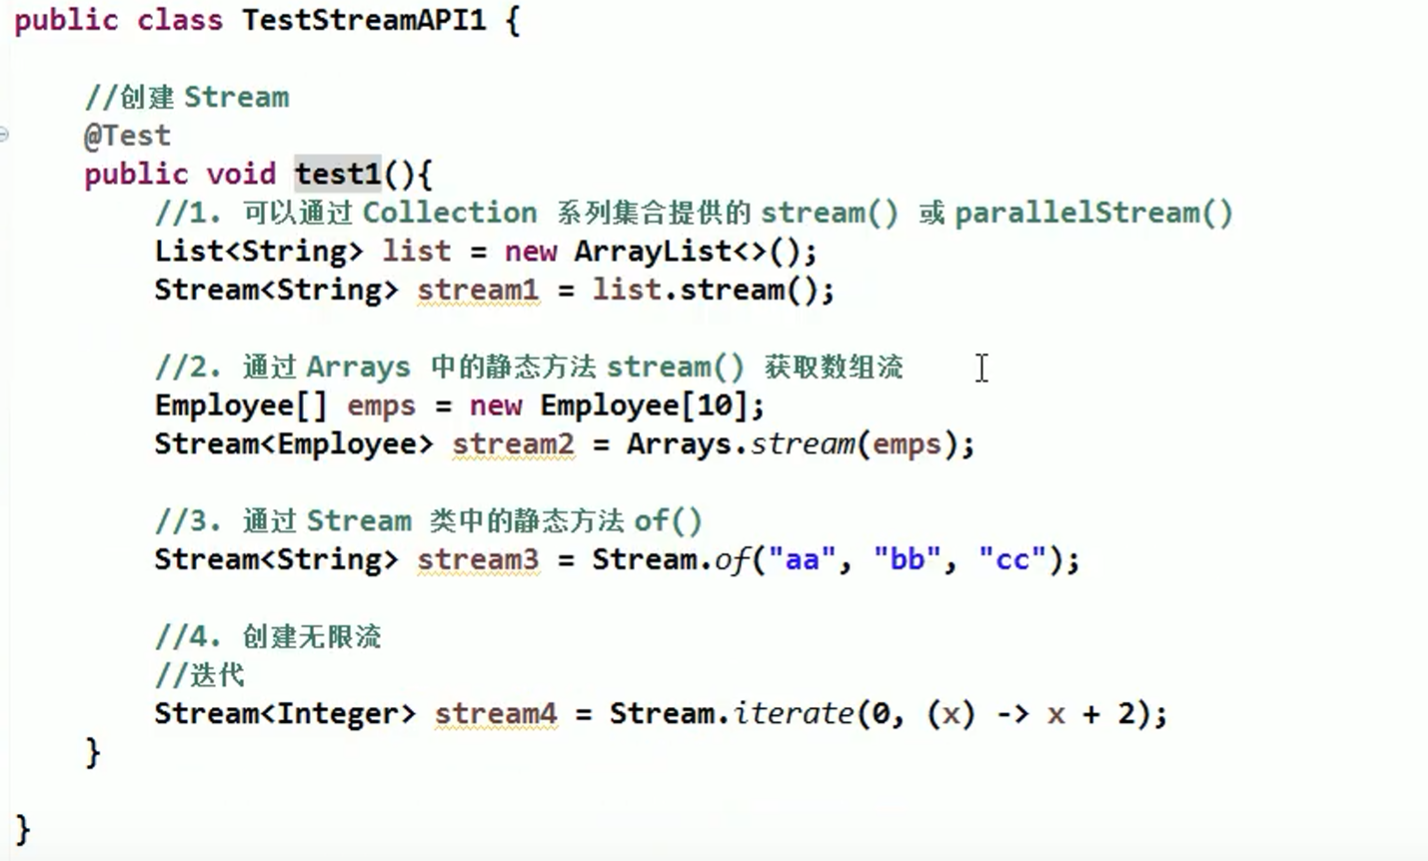 public class TestStreamAPI1 {
//创建 Stream
@Test
public void test1(){
//1. 可以通过 Collection 系列集合提供的 stream() 或 parallelStream()
List<String> list = new ArrayList<>();
Stream<String> stream1 = list.stream();
//2. 通过 Arrays 中的静态方法 stream() 获取数组流
Employee[] emps = new Employee[10];
Stream<Employee> stream2 = Arrays.stream(emps);
//3. 通过 Stream 类中的静态方法 of()
Stream<String> stream3 = Stream.of("aa", "bb", "cc");
//4. 创建无限流
//迭代
Stream<Integer> stream4 = Stream.iterate(0, (x) -> x + 2);
}
}